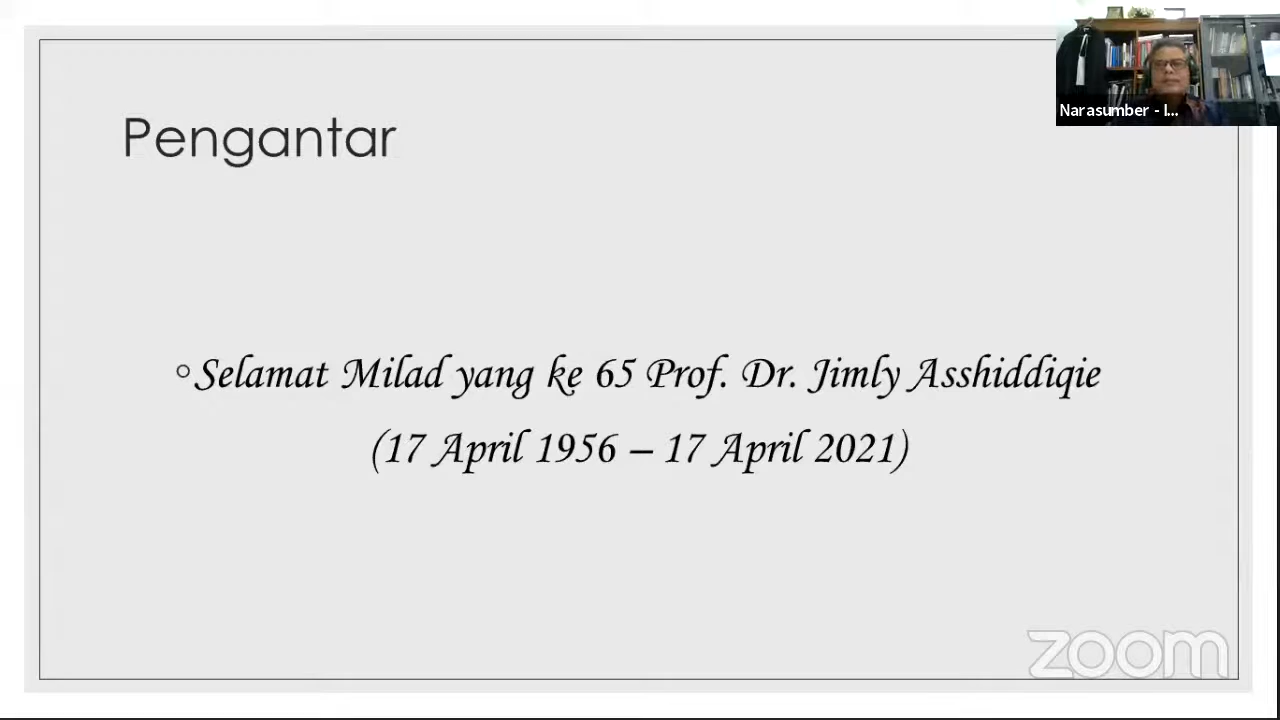 Narasumber - I...
Pengantar
Selamat Milad yang ke 65 Prof. Dr. Jimly Asshiddiqie
(17 April 1956 – 17 April 2021)
zoom